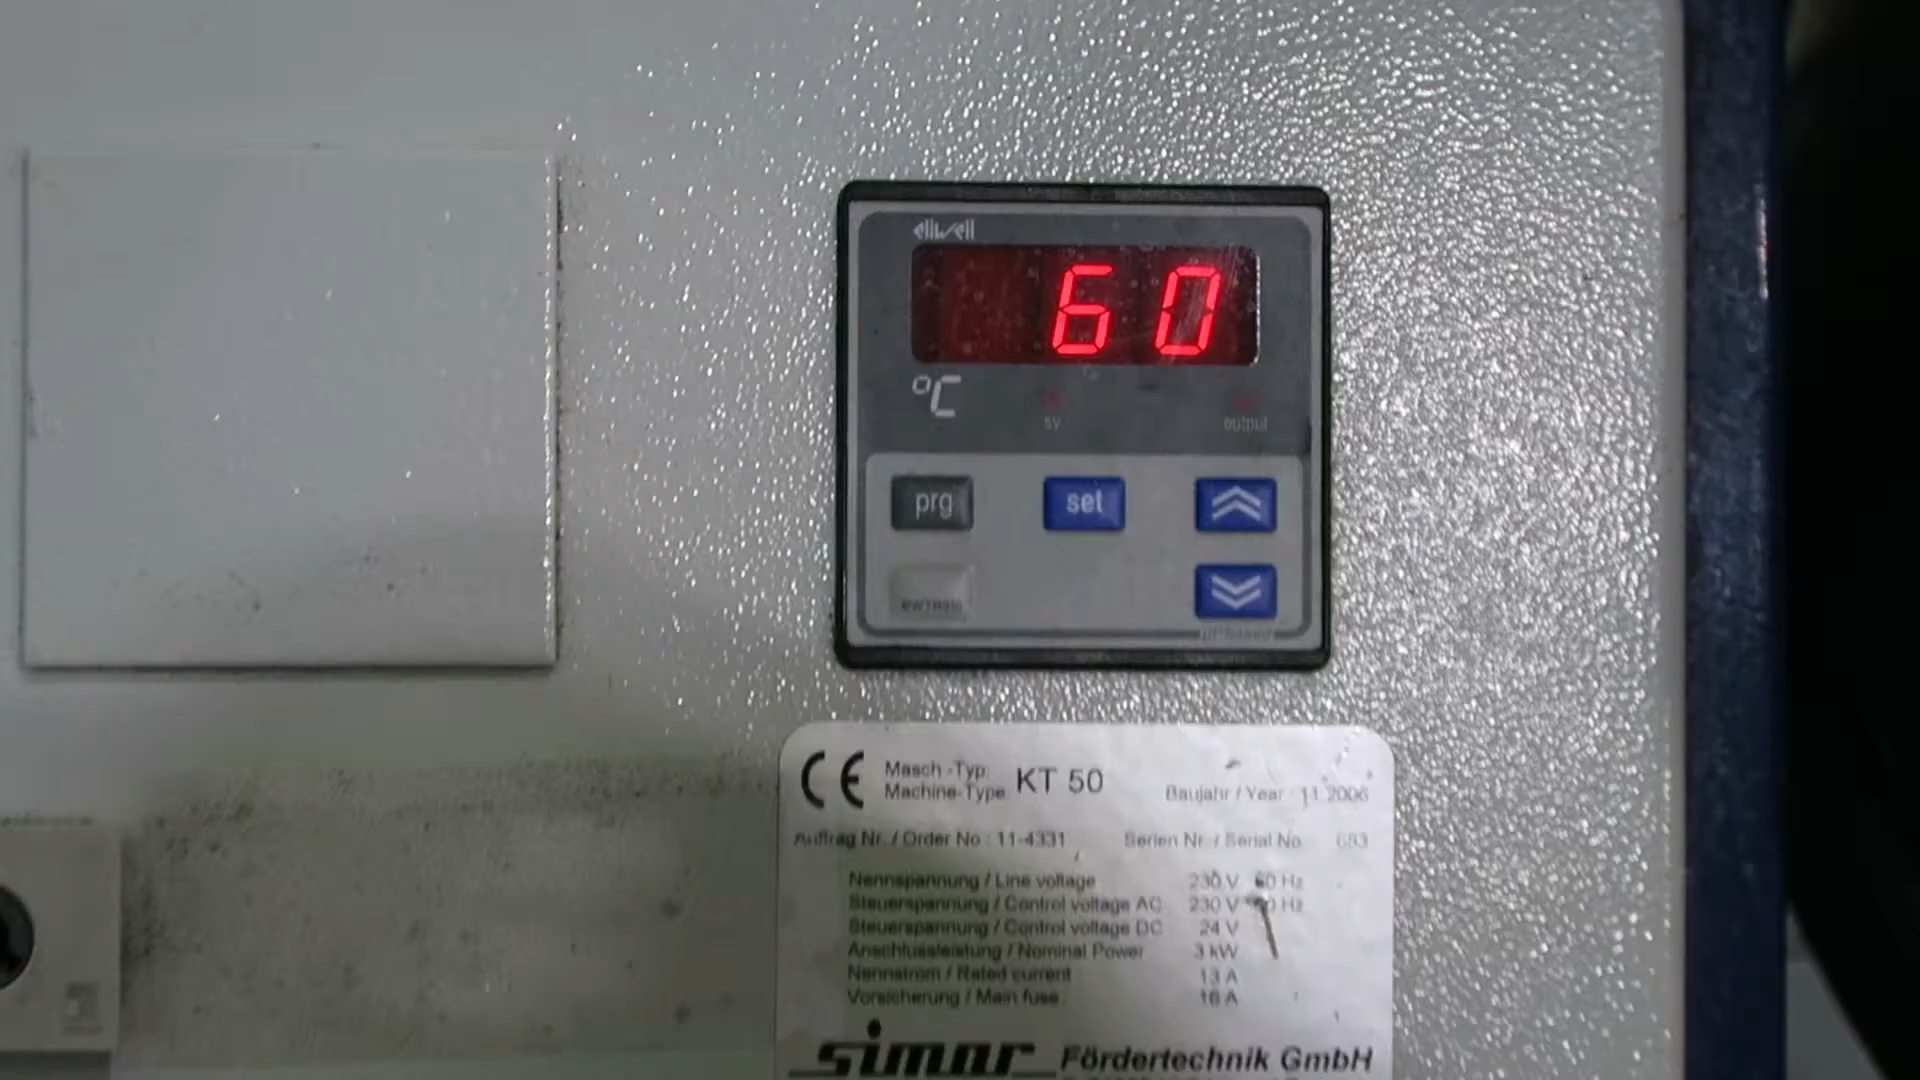 eliwell
60
°C
sv output
prg set
µP based
CE Masch.-Typ:
Machine-Type KT 50 Baujahr / Year : 11.2006
Auftrag Nr. / Order No : 11-4331 Serien Nr. / Serial No. 683
Nennspannung / Line voltage 230 V 50 Hz
Steuerspannung / Control voltage AC 230 V 50 Hz
Steuerspannung / Control voltage DC 24 V
Anschlussleistung / Nominal Power 3 kW
Nennstrom / Rated current 13 A
Vorsicherung / Main fuse 16 A
simar Fördertechnik GmbH